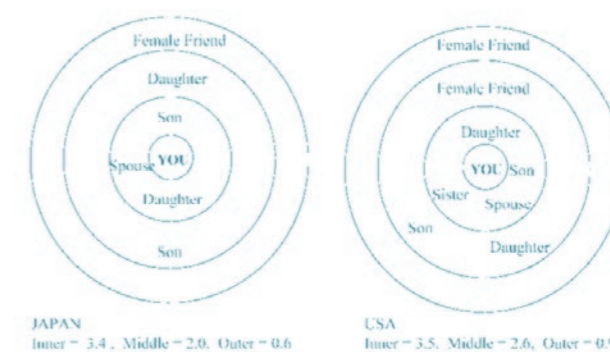 Female Friend
Daughter
Son
Spouse YOU
Daughter
Son
JAPAN
Inner = 3.4, Middle = 2.0, Outer = 0.6
Female Friend
Female Friend
Daughter
YOU Son
Sister
Spouse
Son
Daughter
USA
Inner = 3.5, Middle = 2.6, Outer =